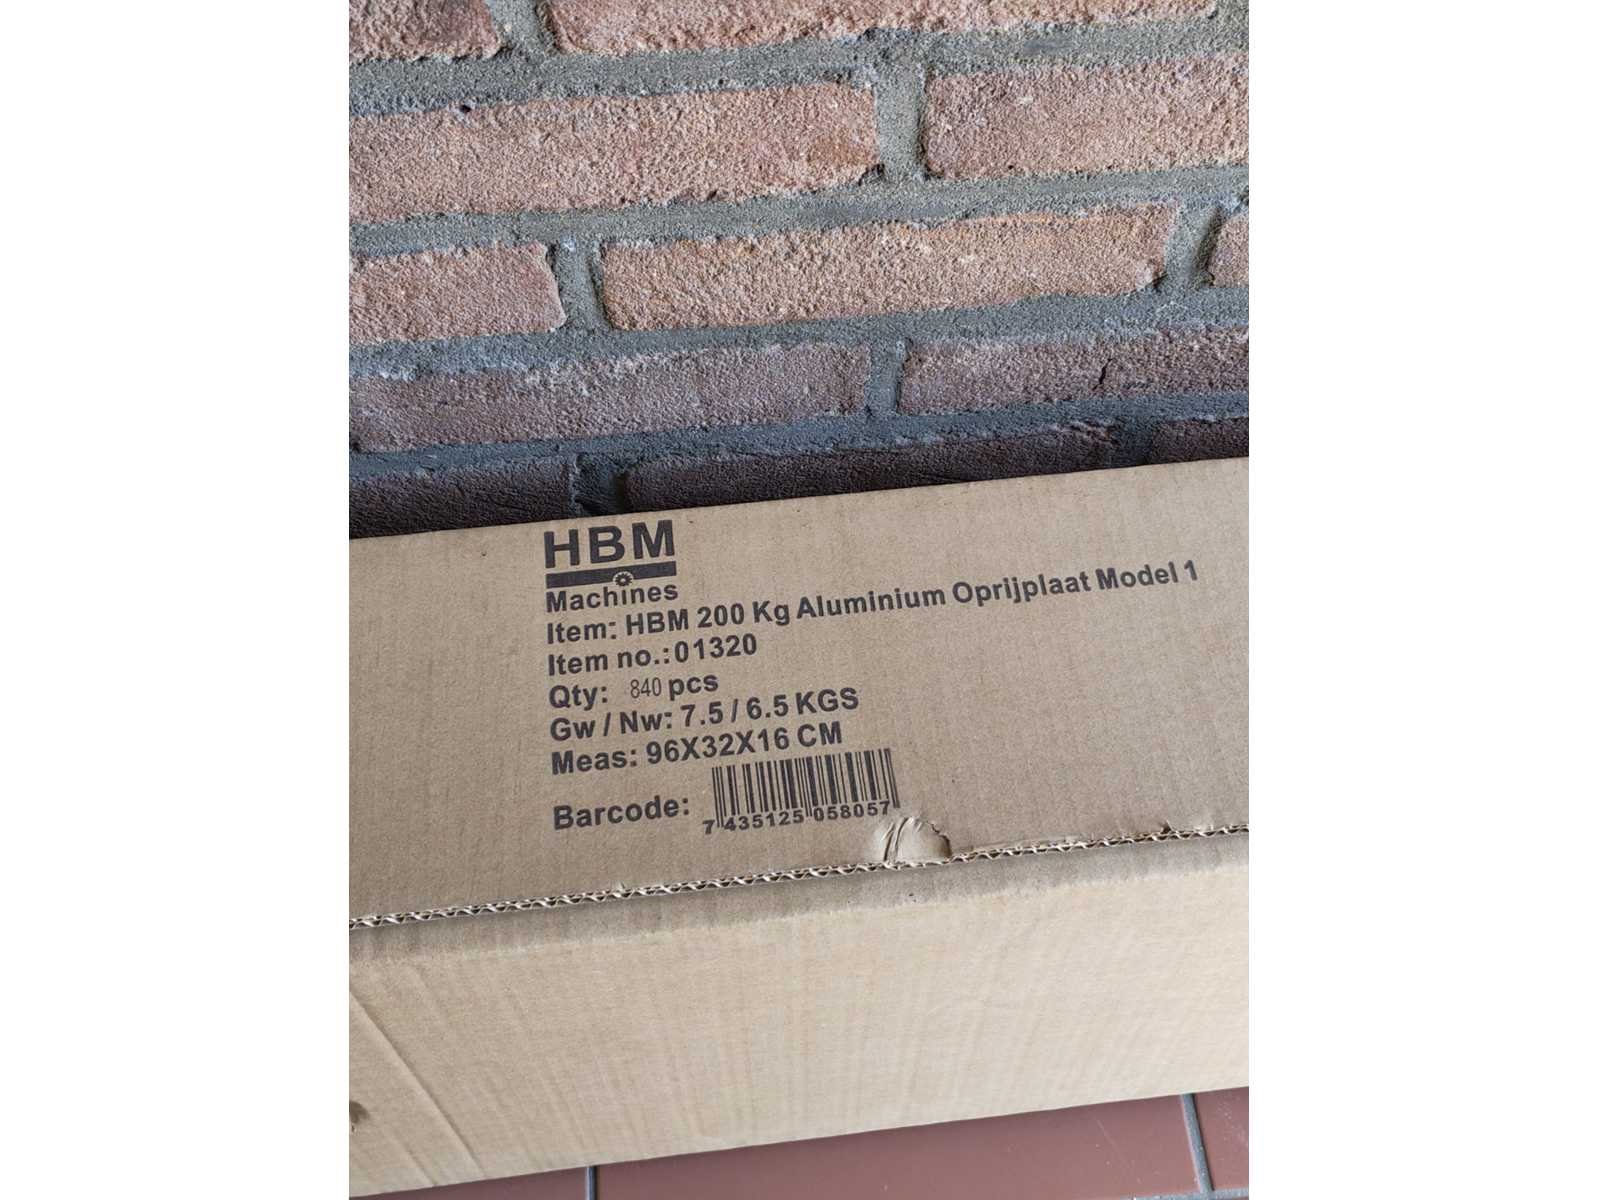 HBM
Machines
Item: HBM 200 Kg Aluminium Oprijplaat Model 1
Item no.: 01320
Qty: 840 pcs
Gw / Nw: 7.5 / 6.5 KGS
Meas: 96X32X16 CM
Barcode:
7 435125 058057